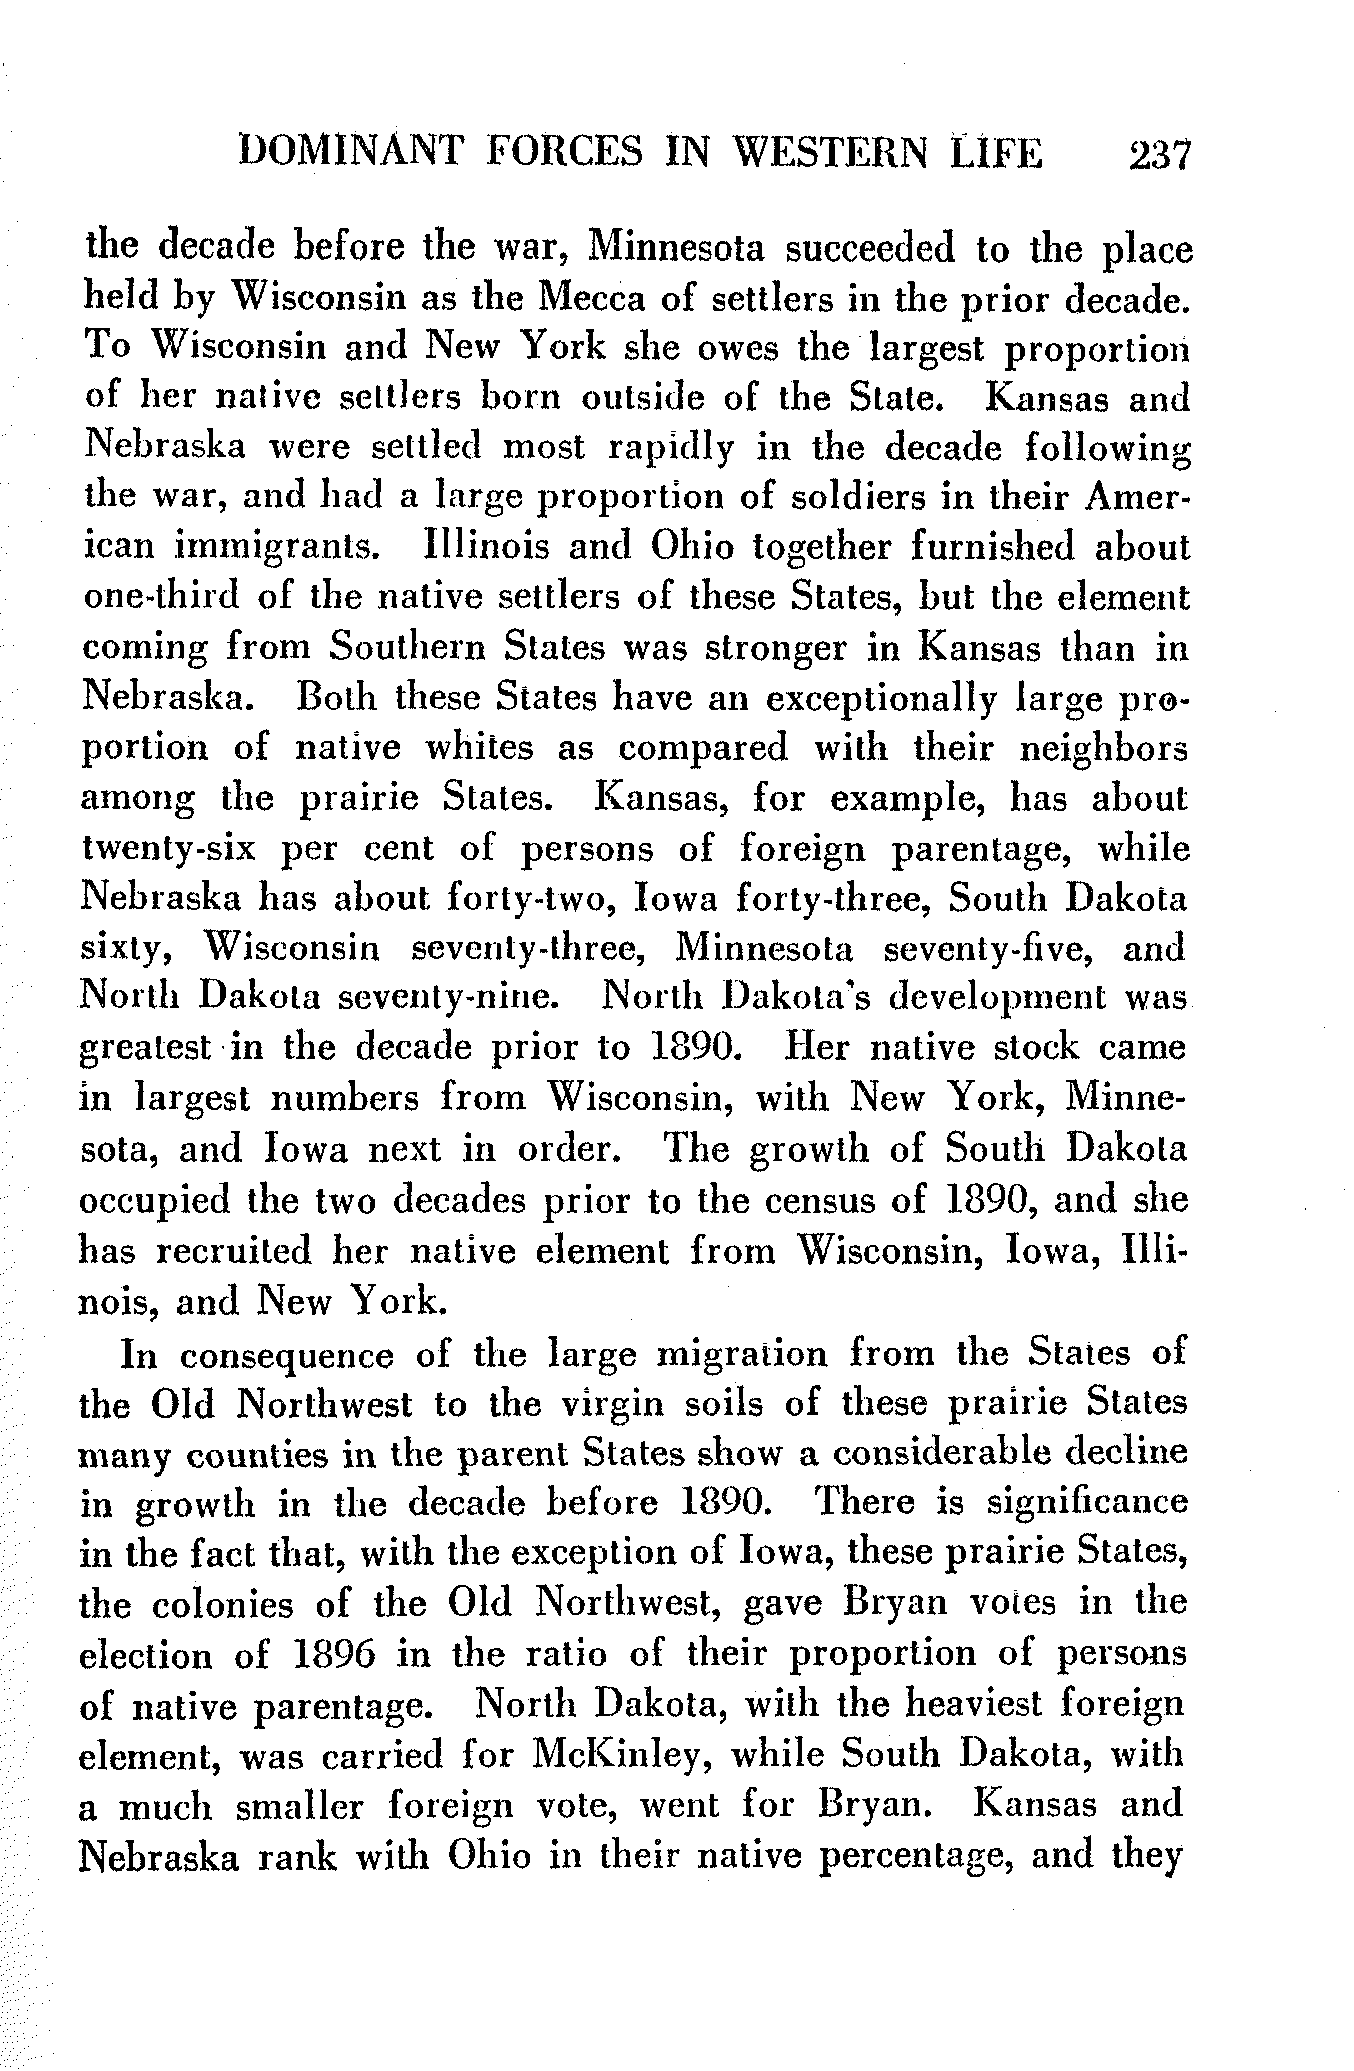 DOMINANT FORCES IN WESTERN LIFE 237
the decade before the war, Minnesota succeeded to the place
held by Wisconsin as the Mecca of settlers in the prior decade.
To Wisconsin and New York she owes the largest proportion
of her native settlers born outside of the State. Kansas and
Nebraska were settled most rapidly in the decade following
the war, and had a large proportion of soldiers in their Amer-
ican immigrants. Illinois and Ohio together furnished about
one-third of the native settlers of these States, but the element
coming from Southern States was stronger in Kansas than in
Nebraska. Both these States have an exceptionally large pro-
portion of native whites as compared with their neighbors
among the prairie States. Kansas, for example, has about
twenty-six per cent of persons of foreign parentage, while
Nebraska has about forty-two, Iowa forty-three, South Dakota
sixty, Wisconsin seventy-three, Minnesota seventy-five, and
North Dakota seventy-nine. North Dakota's development was
greatest in the decade prior to 1890. Her native stock came
in largest numbers from Wisconsin, with New York, Minne-
sota, and Iowa next in order. The growth of South Dakota
occupied the two decades prior to the census of 1890, and she
has recruited her native element from Wisconsin, Iowa, Illi-
nois, and New York.
In consequence of the large migration from the States of
the Old Northwest to the virgin soils of these prairie States
many counties in the parent States show a considerable decline
in growth in the decade before 1890. There is significance
in the fact that, with the exception of Iowa, these prairie States,
the colonies of the Old Northwest, gave Bryan votes in the
election of 1896 in the ratio of their proportion of persons
of native parentage. North Dakota, with the heaviest foreign
element, was carried for McKinley, while South Dakota, with
a much smaller foreign vote, went for Bryan. Kansas and
Nebraska rank with Ohio in their native percentage, and they